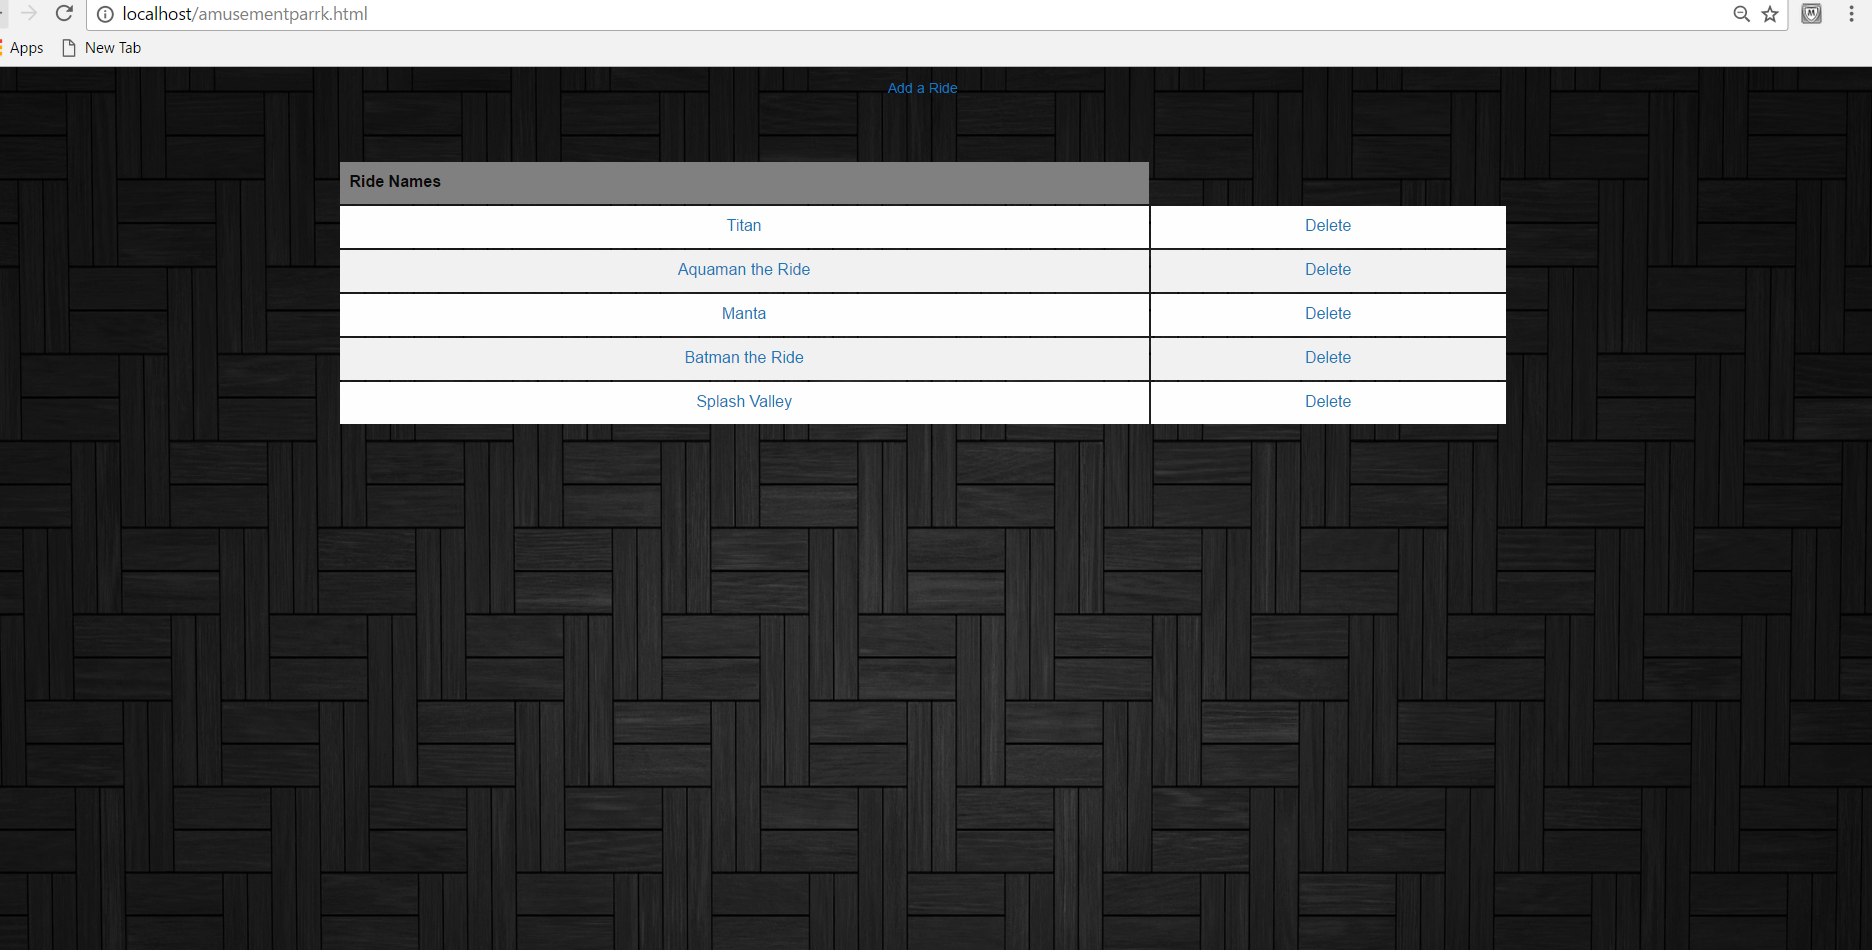 localhost/amusementparrk.html
Apps New Tab
Add a Ride
Ride Names
Titan Delete
Aquaman the Ride Delete
Manta Delete
Batman the Ride Delete
Splash Valley Delete